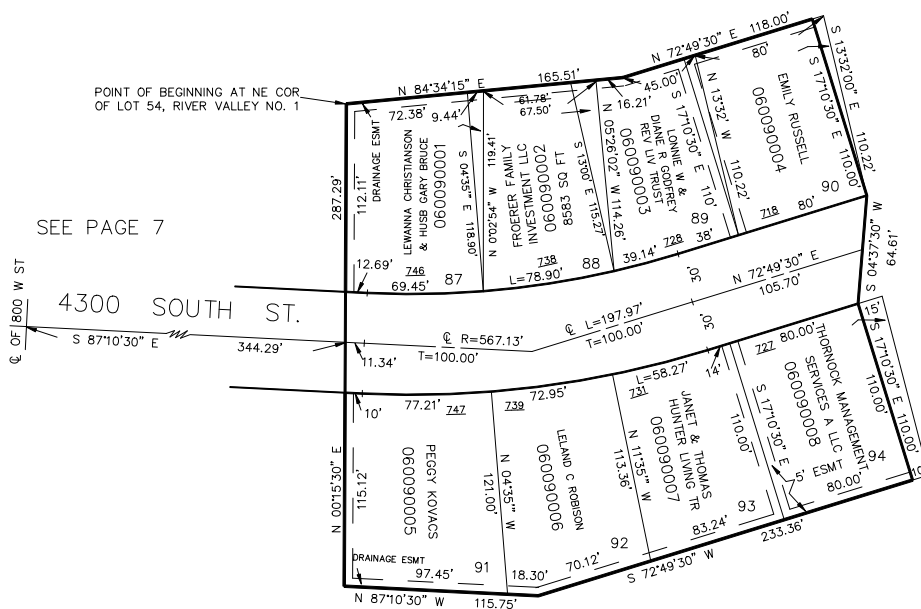 118.00'
N 72°49'30" E
80'
S 13°32'00" E
S 17°10'30" E
110.00'
110.22'
N 84°34'15" E
165.51'
45.00'
POINT OF BEGINNING AT NE COR
OF LOT 54, RIVER VALLEY NO. 1
72.38'
9.44'
61.78'
67.50'
16.21'
DRAINAGE ESMT
287.29'
112.11'
LEWANNA CHRISTIANSON
& HUSB GARY BRUCE
060090001
S 04°35" E 118.90'
N 0°02'54" W 119.41'
FROERER FAMILY
INVESTMENT LLC
060090002
8583 SQ FT
S 13°00' E 115.27'
N 05°26'02" W 114.26'
LONNIE W &
DIANE R GODFREY
REV LIV TRUST
060090003
S 17°10'30" E 110'
N 13°32' W
110.22'
EMILY RUSSELL
060090004
90
718
80'
89
728
38'
39.14'
738
88
L=78.90'
746
87
69.45'
12.69'
SEE PAGE 7
4300 SOUTH ST.
℄ OF 800 W ST
S 87°10'30" E
344.29'
11.34'
℄ R=567.13'
T=100.00'
℄ L=197.97'
T=100.00'
30'
30'
N 72°49'30" E
105.70'
S 04°37'30" W
64.61'
15'
S 17°10'30" E 110.00'
110.00'
10'
77.21'
747
739
72.95'
731
L=58.27'
14'
727
80.00'
10'
N 00°15'30" E
115.12'
PEGGY KOVACS
060090005
N 04°35" W
121.00'
LELAND C ROBISON
060090006
N 11°35" W
113.36'
JANET & THOMAS
HUNTER LIVING TR
060090007
110.00'
S 17°10'30" E
THORNOCK MANAGEMENT
SERVICES A LLC
060090008
5' ESMT
94
80.00'
DRAINAGE ESMT
91
97.45'
18.30'
70.12'
92
83.24'
93
233.36'
S 72°49'30" W
N 87°10'30" W
115.75'